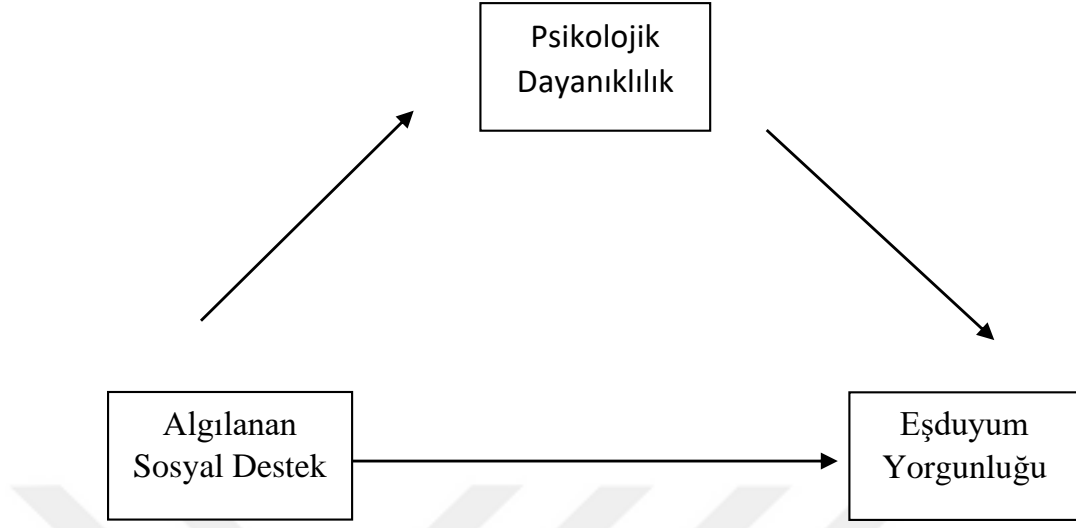 Psikolojik
Dayanıklılık
Algılanan
Sosyal Destek
Eşduyum
Yorgunluğu